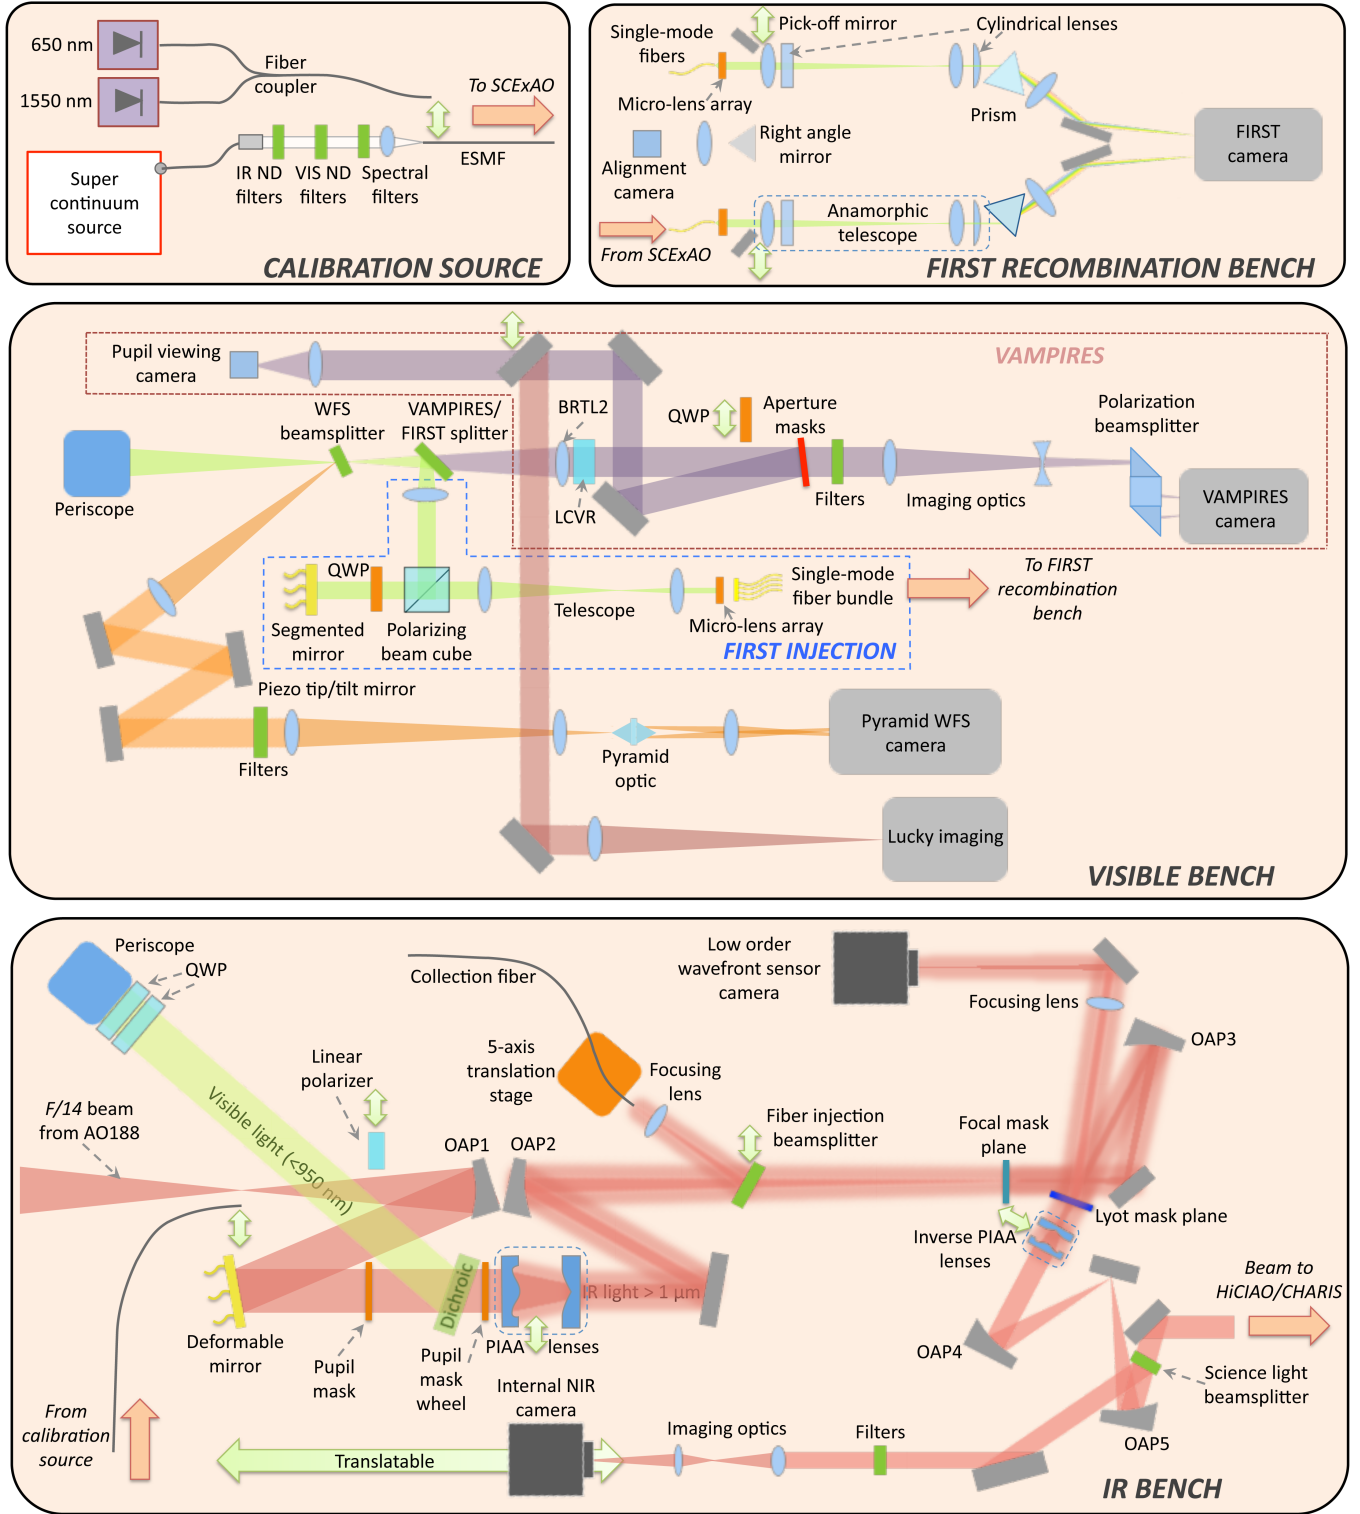 650 nm
1550 nm
Fiber
coupler
To SCExAO
ESMF
IR ND
filters
VIS ND
filters
Spectral
filters
Super
continuum
source
CALIBRATION SOURCE
Single-mode
fibers
Pick-off mirror
Cylindrical lenses
Micro-lens array
Prism
Right angle
mirror
Alignment
camera
FIRST
camera
Anamorphic
telescope
From SCExAO
FIRST RECOMBINATION BENCH
Pupil viewing
camera
VAMPIRES
WFS
beamsplitter
VAMPIRES/
FIRST splitter
BRTL2
QWP
Aperture
masks
Polarization
beamsplitter
Periscope
LCVR
Filters
Imaging optics
VAMPIRES
camera
QWP
Segmented
mirror
Polarizing
beam cube
Telescope
Single-mode
fiber bundle
Micro-lens array
FIRST INJECTION
To FIRST
recombination
bench
Piezo tip/tilt mirror
Filters
Pyramid
optic
Pyramid WFS
camera
Lucky imaging
VISIBLE BENCH
Periscope
QWP
Collection fiber
Low order
wavefront sensor
camera
Focusing lens
OAP3
5-axis
translation
stage
Focusing
lens
Linear
polarizer
F/14 beam
from AO188
Visible light (<950 nm)
OAP1
OAP2
Fiber injection
beamsplitter
Focal mask
plane
Lyot mask plane
Inverse PIAA
lenses
Dichroic
IR light > 1 µm
Beam to
HiCIAO/CHARIS
Deformable
mirror
Pupil
mask
Pupil
mask
wheel
PIAA lenses
OAP4
Science light
beamsplitter
OAP5
Internal NIR
camera
From
calibration
source
Translatable
Imaging optics
Filters
IR BENCH